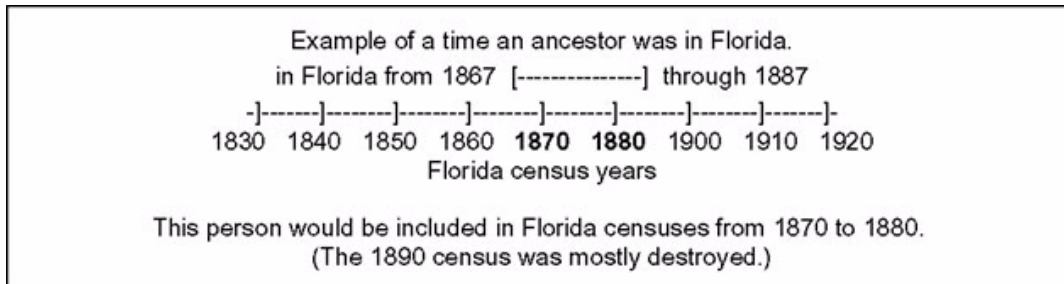 Example of a time an ancestor was in Florida.
in Florida from 1867 [---------------] through 1887
-]-------]-------]-------]-------]-------]-------]-------]-------]-
1830 1840 1850 1860 1870 1880 1900 1910 1920
Florida census years
This person would be included in Florida censuses from 1870 to 1880.
(The 1890 census was mostly destroyed.)